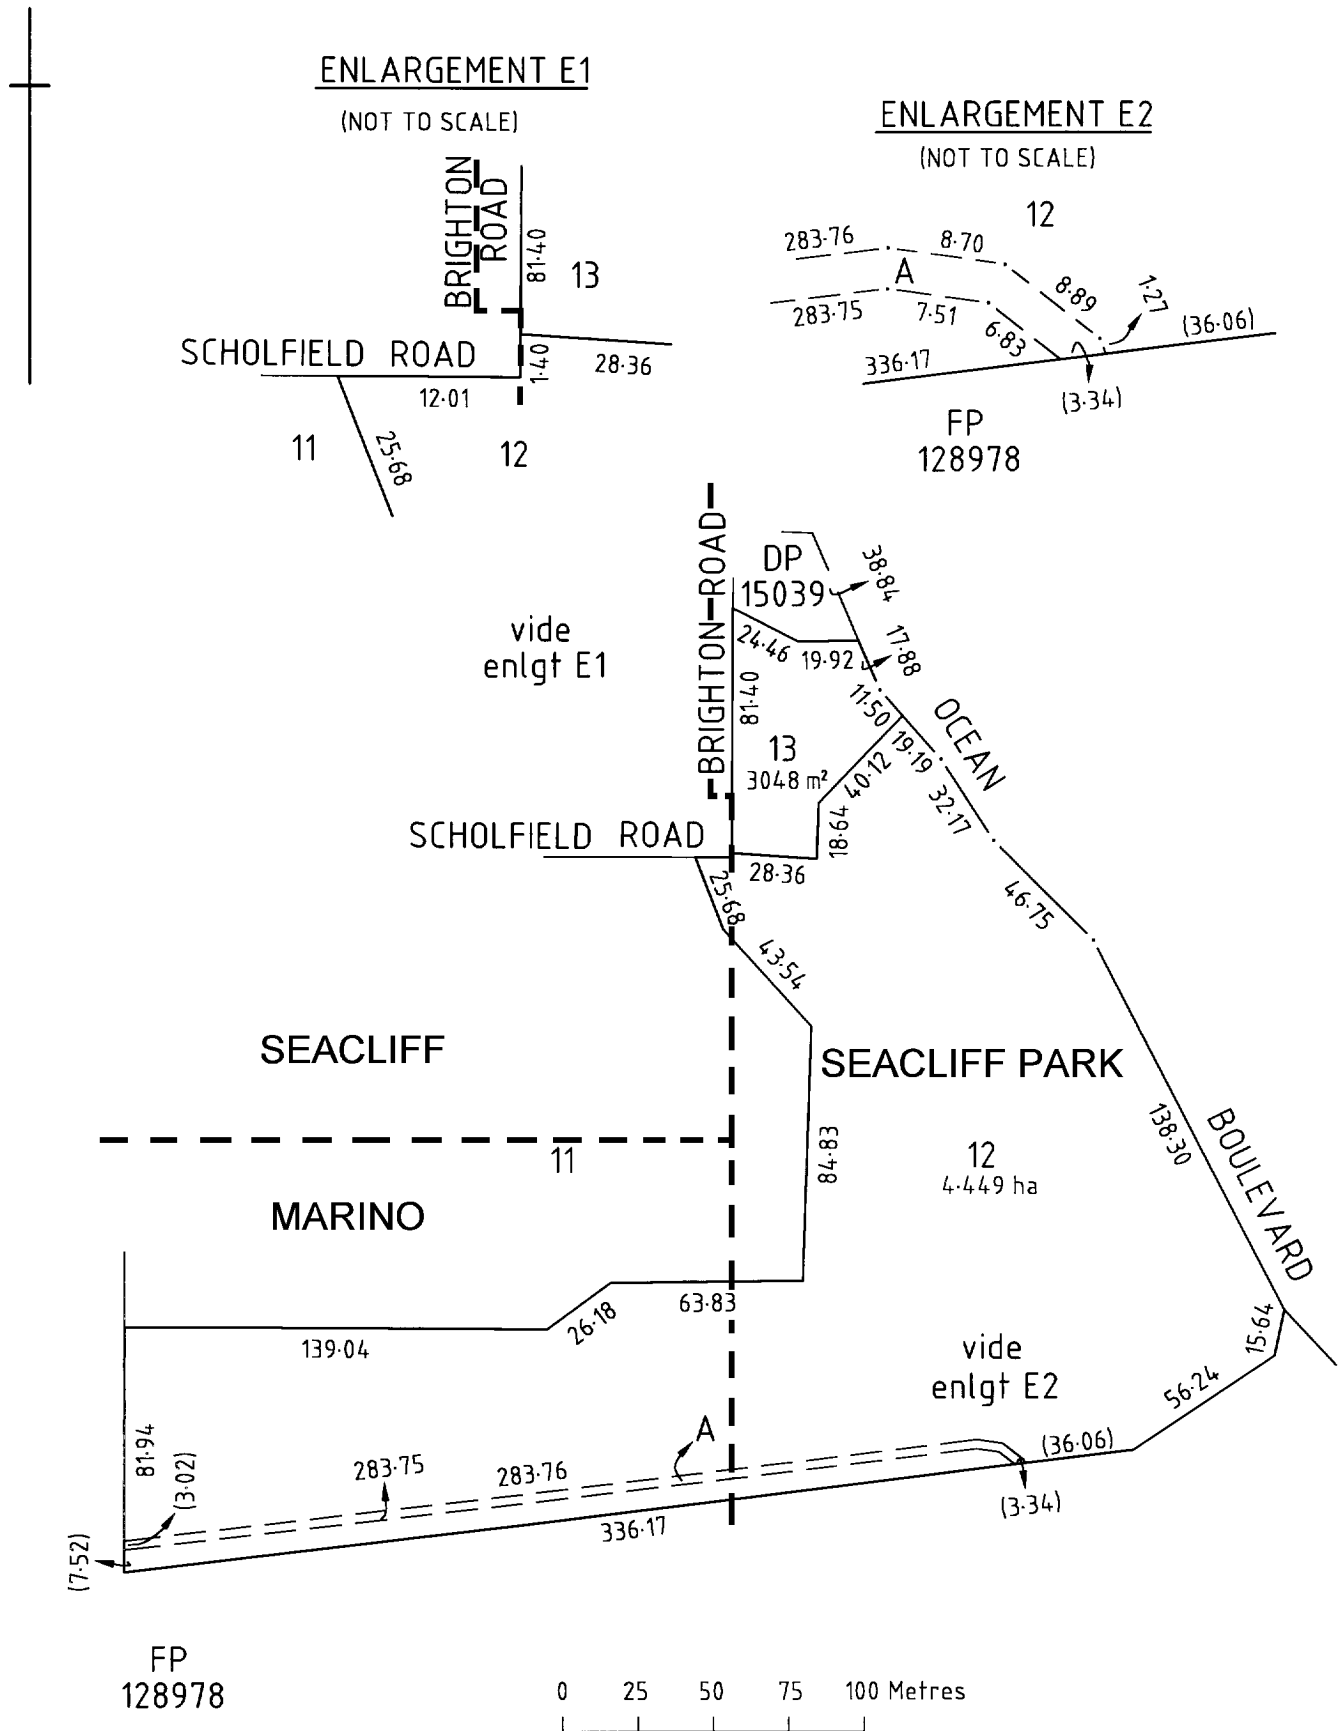 ENLARGEMENT E1
(NOT TO SCALE)
BRIGHTON
ROAD
81·40
13
SCHOLFIELD ROAD
1·40
28·36
12·01
11
25·68
12
ENLARGEMENT E2
(NOT TO SCALE)
12
283·76
8·70
A
8·89
1·27
283·75
7·51
6·83
(36·06)
336·17
(3·34)
FP
128978
vide
enlgt E1
BRIGHTON ROAD
DP
15039
38·84
24·46
19·92
17·88
81·40
11·50
OCEAN
13
3048 m²
40·12
19·19
32·17
SCHOLFIELD ROAD
18·64
28·36
25·68
46·75
43·54
SEACLIFF
SEACLIFF PARK
138·30
BOULEVARD
11
84·83
12
4·449 ha
MARINO
63·83
26·18
139·04
15·64
vide
enlgt E2
56·24
81·94
(3·02)
283·75
283·76
A
(36·06)
(3·34)
336·17
(7·52)
FP
128978
0 25 50 75 100 Metres